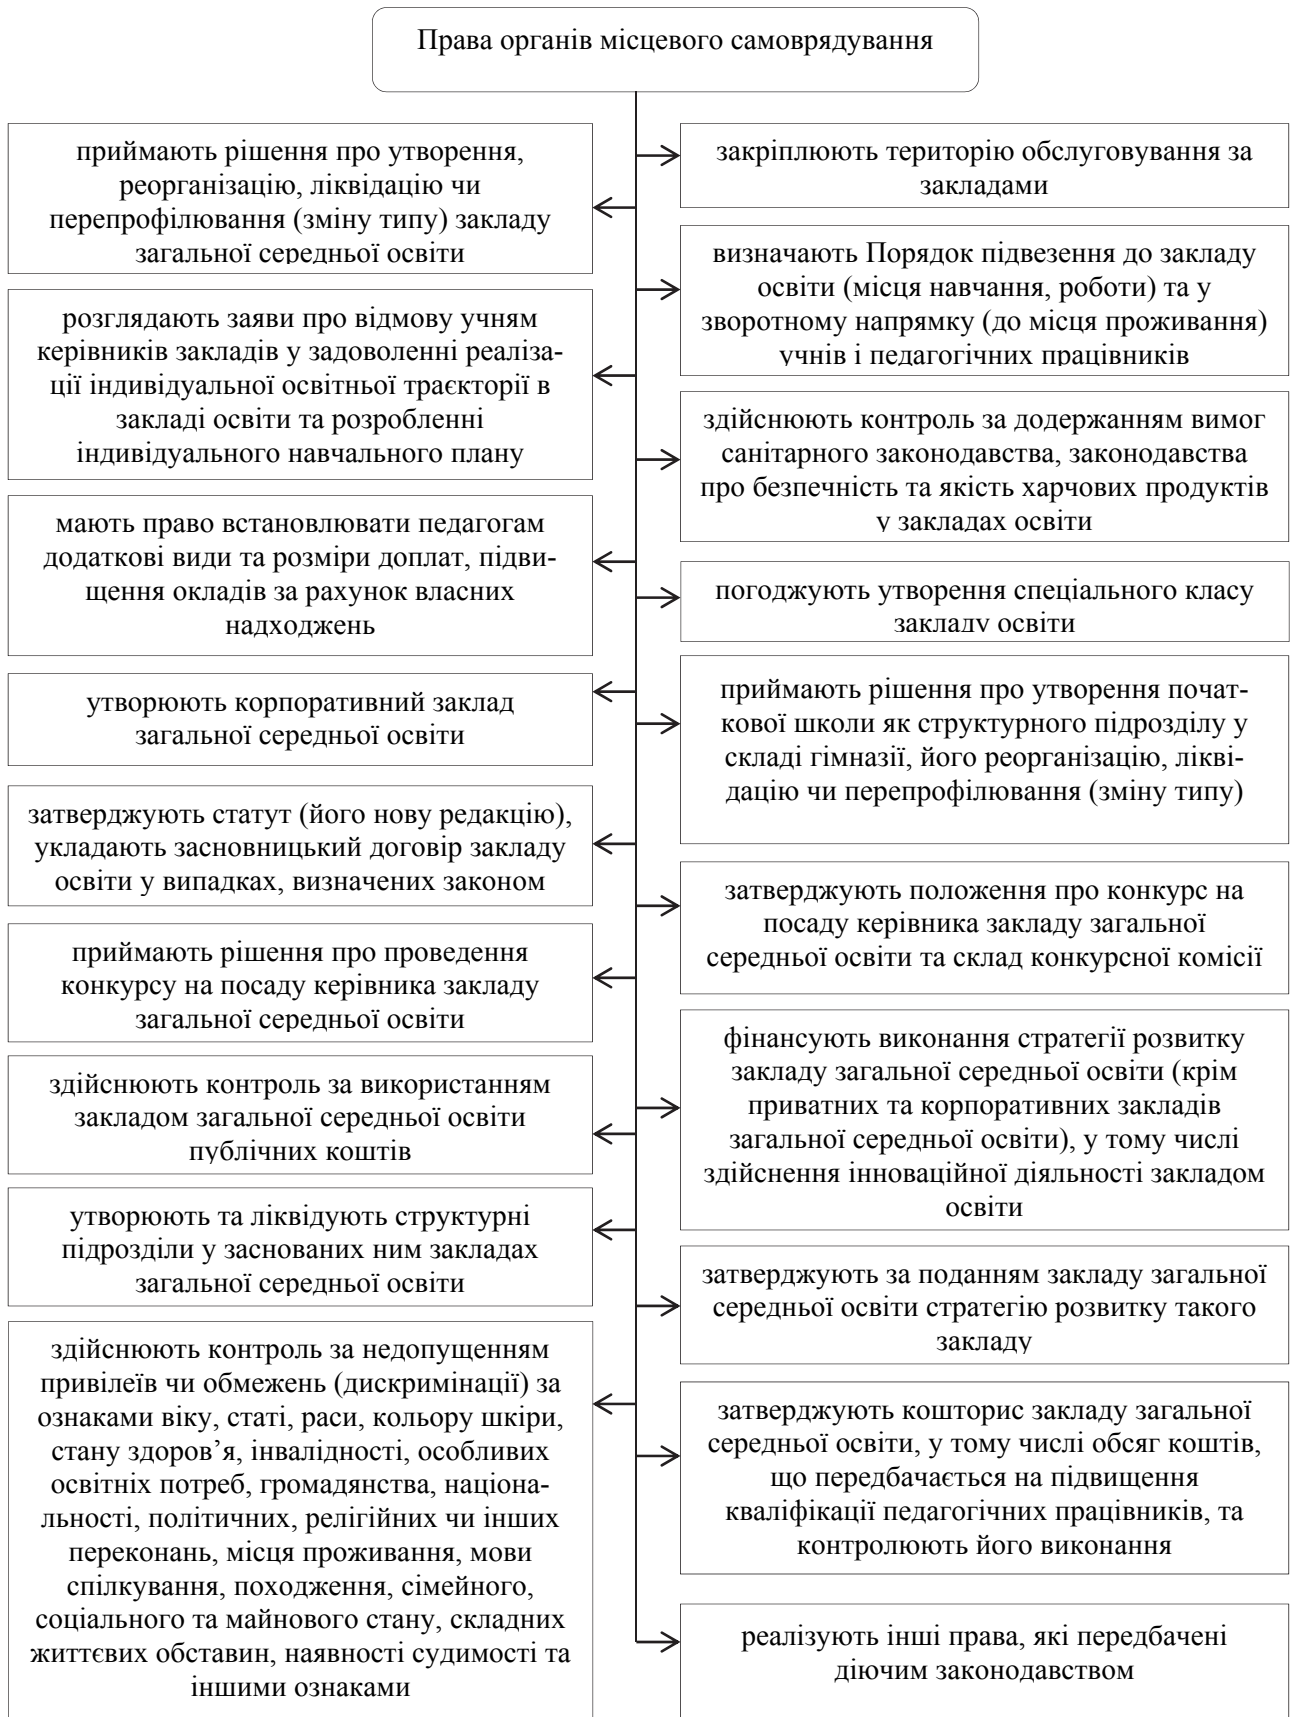 Права органів місцевого самоврядування
приймають рішення про утворення,
реорганізацію, ліквідацію чи
перепрофілювання (зміну типу) закладу
загальної середньої освіти
розглядають заяви про відмову учням
керівників закладів у задоволенні реаліза-
ції індивідуальної освітньої траєкторії в
закладі освіти та розробленні
індивідуального навчального плану
мають право встановлювати педагогам
додаткові види та розміри доплат, підви-
щення окладів за рахунок власних
надходжень
утворюють корпоративний заклад
загальної середньої освіти
затверджують статут (його нову редакцію),
укладають засновницький договір закладу
освіти у випадках, визначених законом
приймають рішення про проведення
конкурсу на посаду керівника закладу
загальної середньої освіти
здійснюють контроль за використанням
закладом загальної середньої освіти
публічних коштів
утворюють та ліквідують структурні
підрозділи у заснованих ним закладах
загальної середньої освіти
здійснюють контроль за недопущенням
привілеїв чи обмежень (дискримінації) за
ознаками віку, статі, раси, кольору шкіри,
стану здоров’я, інвалідності, особливих
освітніх потреб, громадянства, націона-
льності, політичних, релігійних чи інших
переконань, місця проживання, мови
спілкування, походження, сімейного,
соціального та майнового стану, складних
життєвих обставин, наявності судимості та
іншими ознаками
закріплюють територію обслуговування за
закладами
визначають Порядок підвезення до закладу
освіти (місця навчання, роботи) та у
зворотному напрямку (до місця проживання)
учнів і педагогічних працівників
здійснюють контроль за додержанням вимог
санітарного законодавства, законодавства
про безпечність та якість харчових продуктів
у закладах освіти
погоджують утворення спеціального класу
закладу освіти
приймають рішення про утворення почат-
кової школи як структурного підрозділу у
складі гімназії, його реорганізацію, лікві-
дацію чи перепрофілювання (зміну типу)
затверджують положення про конкурс на
посаду керівника закладу загальної
середньої освіти та склад конкурсної комісії
фінансують виконання стратегії розвитку
закладу загальної середньої освіти (крім
приватних та корпоративних закладів
загальної середньої освіти), у тому числі
здійснення інноваційної діяльності закладом
освіти
затверджують за поданням закладу загальної
середньої освіти стратегію розвитку такого
закладу
затверджують кошторис закладу загальної
середньої освіти, у тому числі обсяг коштів,
що передбачається на підвищення
кваліфікації педагогічних працівників, та
контролюють його виконання
реалізують інші права, які передбачені
діючим законодавством